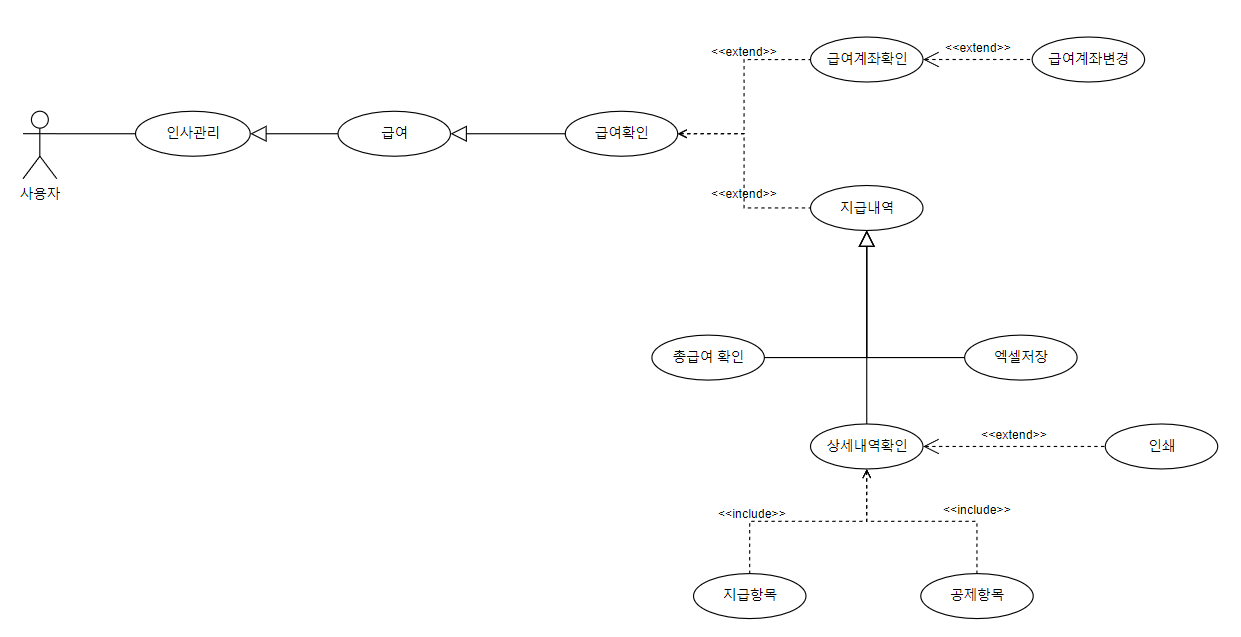 <<extend>>
급여계좌확인
<<extend>>
급여계좌변경
사용자
인사관리
급여
급여확인
<<extend>>
지급내역
총급여 확인
엑셀저장
상세내역확인
<<extend>>
인쇄
<<include>>
<<include>>
지급항목
공제항목